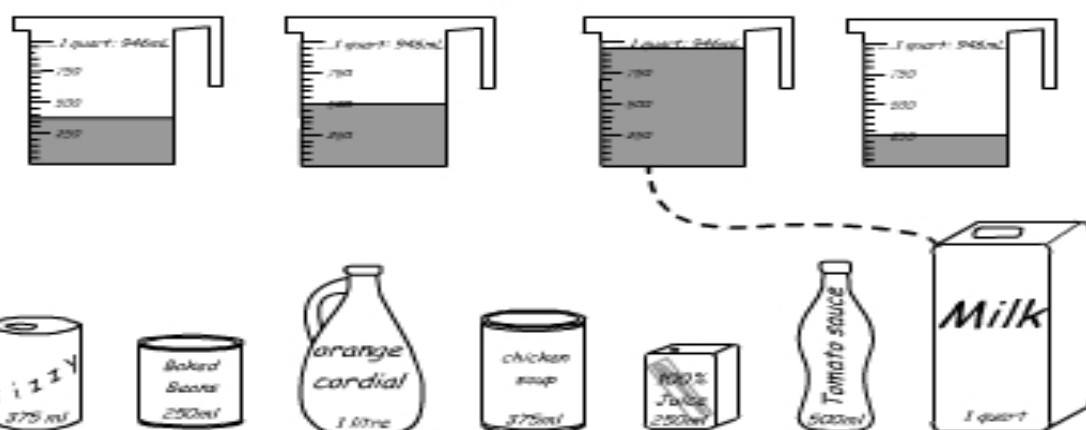 1 quart: 946mL
750
500
250
1 quart: 946mL
750
500
250
1 quart: 946mL
750
500
250
1 quart: 946mL
750
500
250
izzy
375 ml
Baked
Beans
250ml
orange
cordial
1 litre
chicken
soup
375ml
100%
Juice
250ml
Tomato sauce
500ml
Milk
1 quart